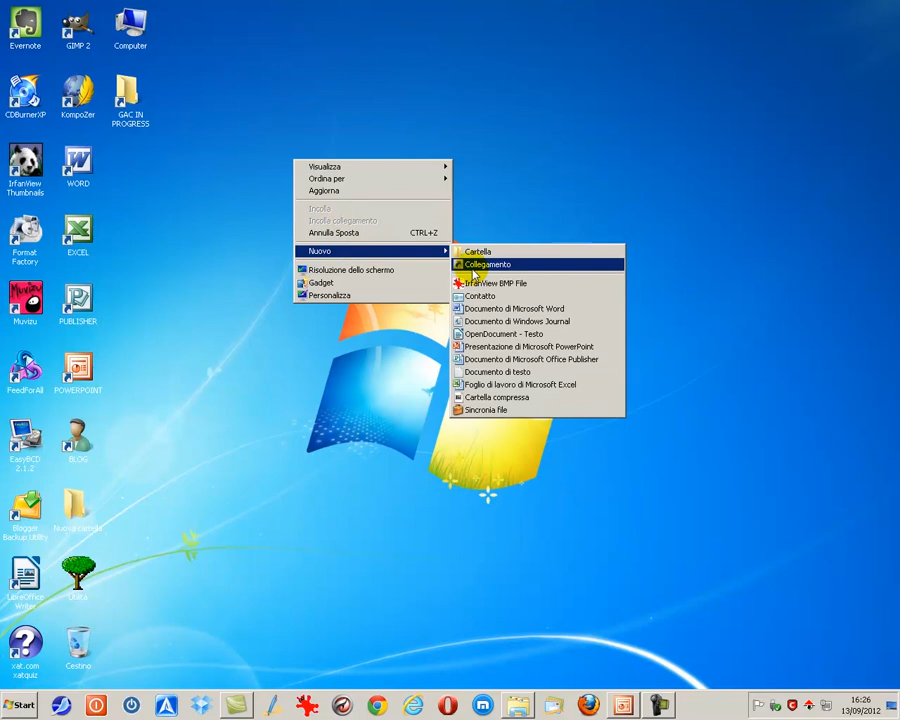 Evernote
GIMP 2
Computer
CDBurnerXP
KompoZer
GAC IN
PROGRESS
IrfanView
Thumbnails
WORD
Format
Factory
EXCEL
Muvizu
PUBLISHER
FeedForAll
POWERPOINT
EasyBCD
2.1.2
BLOG
Blogger
Backup Utility
Nuova cartella
LibreOffice
Writer
Utilità
xat.com
xatquiz
Cestino
Visualizza
Ordina per
Aggiorna
Incolla
Incolla collegamento
Annulla Sposta CTRL+Z
Nuovo
Risoluzione dello schermo
Gadget
Personalizza
Cartella
Collegamento
IrfanView BMP File
Contatto
Documento di Microsoft Word
Documento di Windows Journal
OpenDocument - Testo
Presentazione di Microsoft PowerPoint
Documento di Microsoft Office Publisher
Documento di testo
Foglio di lavoro di Microsoft Excel
Cartella compressa
Sincronia file
Start
16:26
13/09/2012